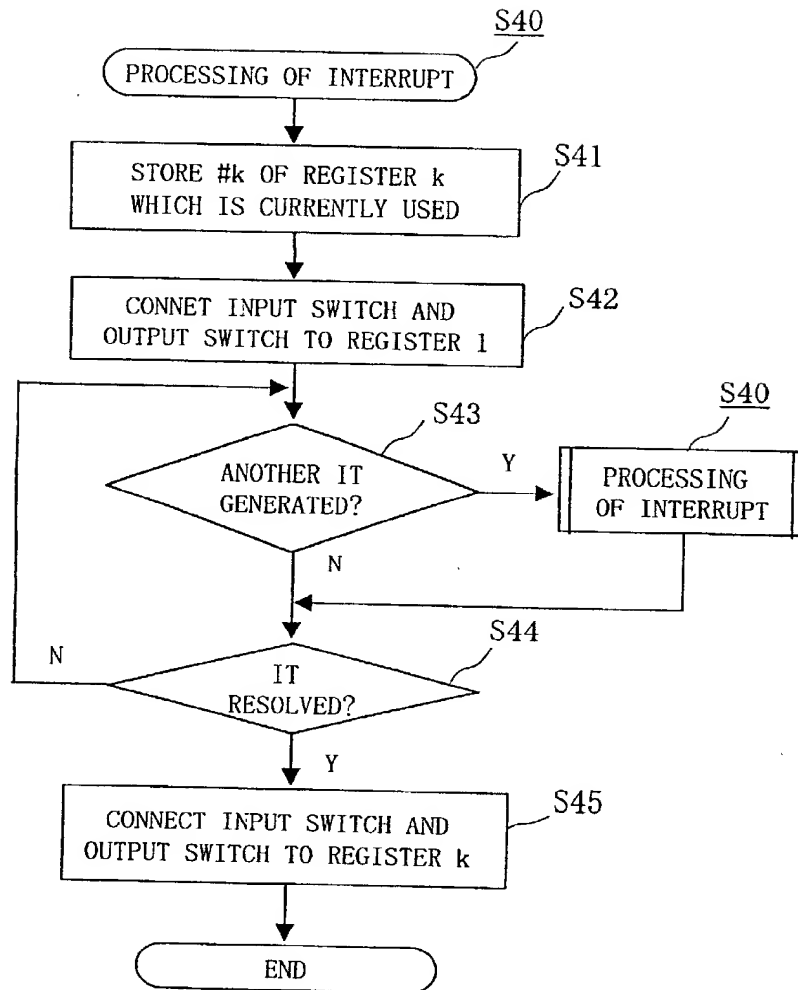 S40
PROCESSING OF INTERRUPT
S41
STORE #k OF REGISTER k
WHICH IS CURRENTLY USED
S42
CONNET INPUT SWITCH AND
OUTPUT SWITCH TO REGISTER 1
S43
ANOTHER IT
GENERATED?
Y
S40
PROCESSING
OF INTERRUPT
N
S44
IT
RESOLVED?
N
Y
S45
CONNECT INPUT SWITCH AND
OUTPUT SWITCH TO REGISTER k
END